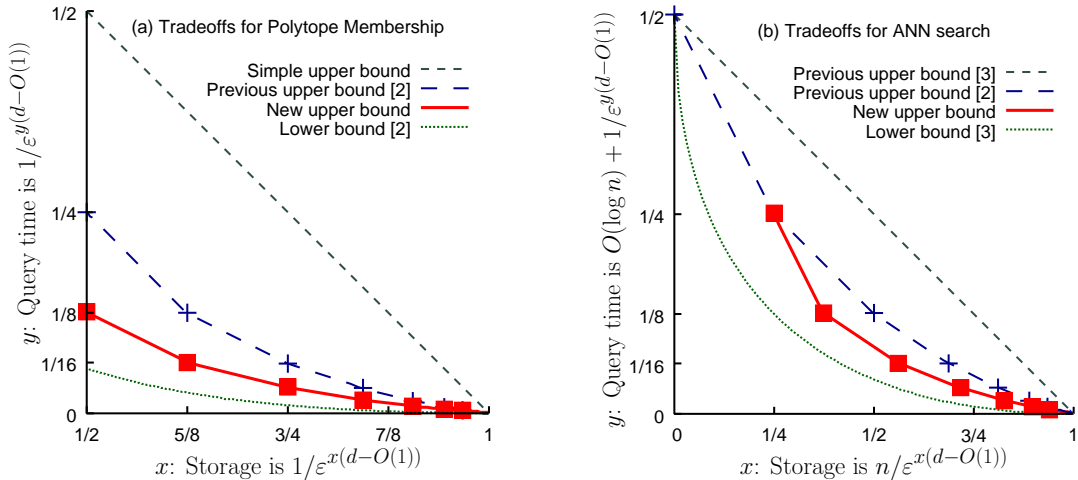 (a) Tradeoffs for Polytope Membership
Simple upper bound
Previous upper bound [2]
New upper bound
Lower bound [2]
y: Query time is 1/ε^{y(d−O(1))}
1/2
1/4
1/8
1/16
0
1/2
5/8
3/4
7/8
1
x: Storage is 1/ε^{x(d−O(1))}
(b) Tradeoffs for ANN search
Previous upper bound [3]
Previous upper bound [2]
New upper bound
Lower bound [3]
y: Query time is O(log n) + 1/ε^{y(d−O(1))}
1/2
1/4
1/8
1/16
0
0
1/4
1/2
3/4
1
x: Storage is n/ε^{x(d−O(1))}